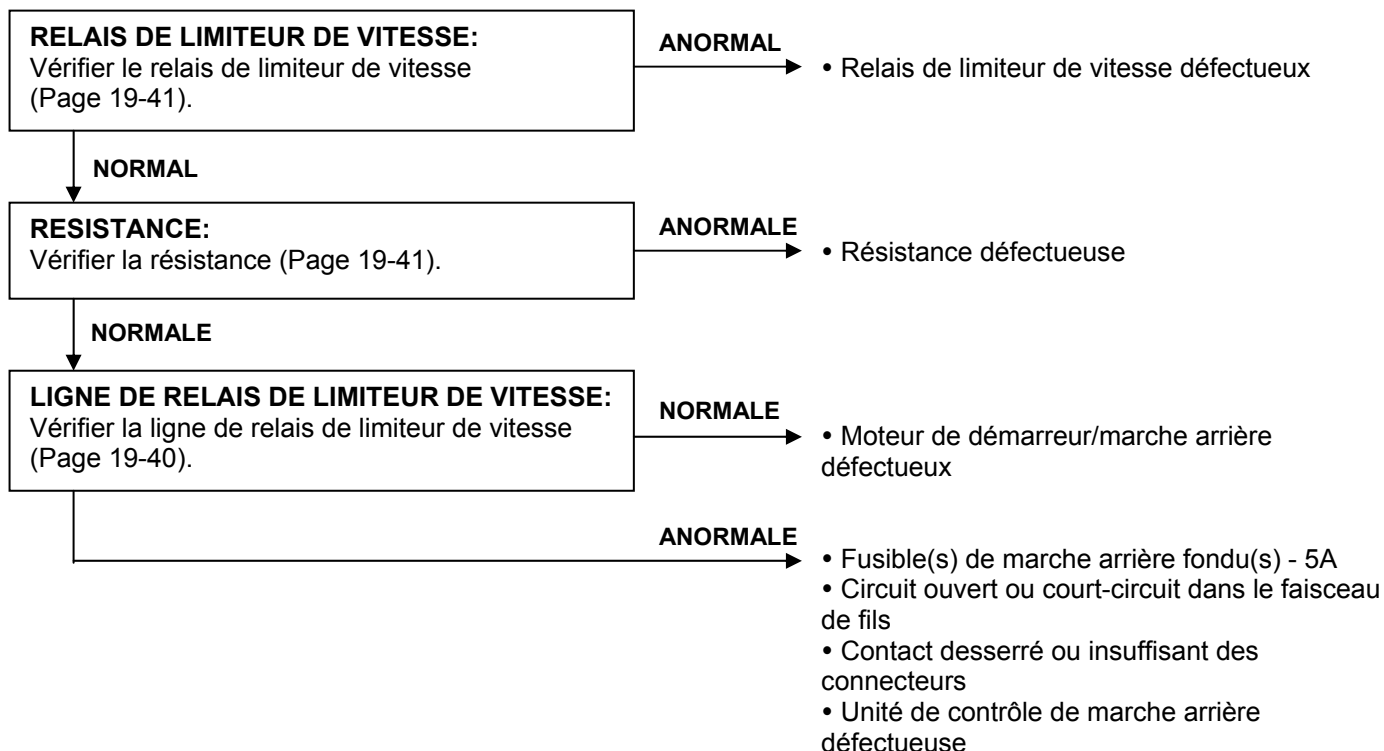 RELAIS DE LIMITEUR DE VITESSE:
Vérifier le relais de limiteur de vitesse
(Page 19-41).
ANORMAL
• Relais de limiteur de vitesse défectueux
NORMAL
RESISTANCE:
Vérifier la résistance (Page 19-41).
ANORMALE
• Résistance défectueuse
NORMALE
LIGNE DE RELAIS DE LIMITEUR DE VITESSE:
Vérifier la ligne de relais de limiteur de vitesse
(Page 19-40).
NORMALE
• Moteur de démarreur/marche arrière
défectueux
ANORMALE
• Fusible(s) de marche arrière fondu(s) - 5A
• Circuit ouvert ou court-circuit dans le faisceau
de fils
• Contact desserré ou insuffisant des
connecteurs
• Unité de contrôle de marche arrière
défectueuse